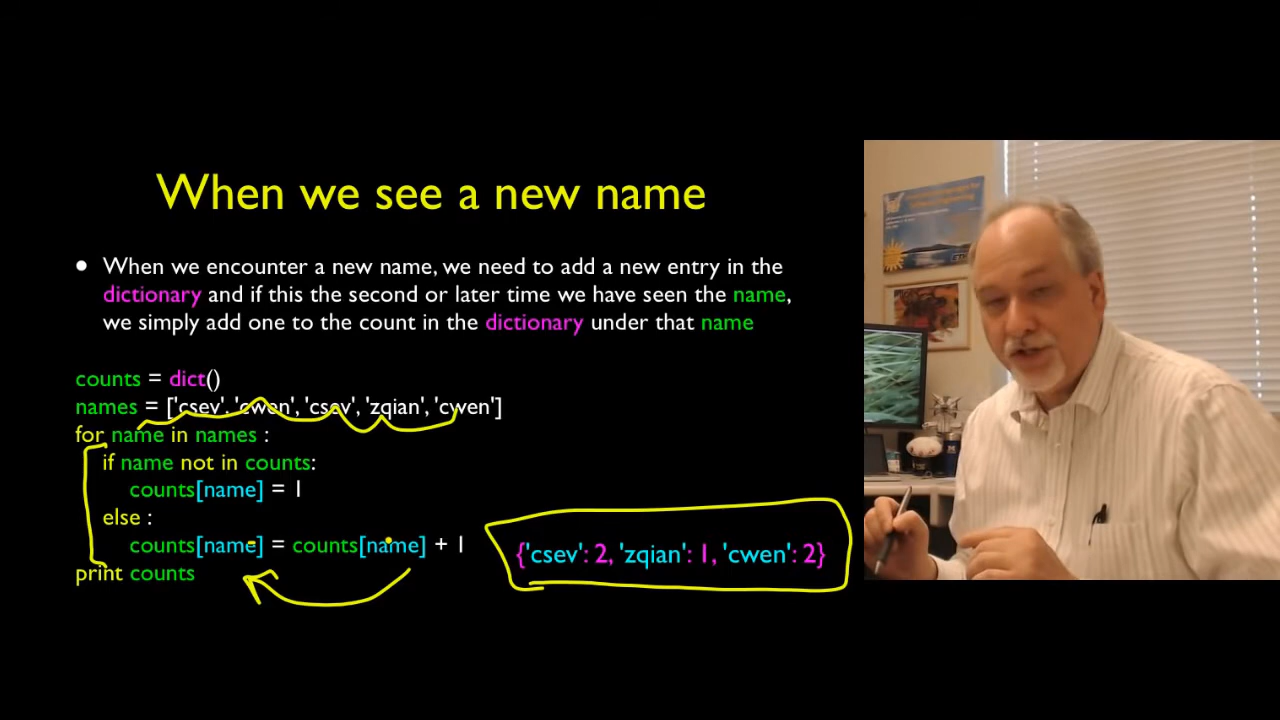 When we see a new name
• When we encounter a new name, we need to add a new entry in the
dictionary and if this the second or later time we have seen the name,
we simply add one to the count in the dictionary under that name
counts = dict()
names = ['csev', 'cwen', 'csev', 'zqian', 'cwen']
for name in names :
if name not in counts:
counts[name] = 1
else :
counts[name] = counts[name] + 1
print counts
{'csev': 2, 'zqian': 1, 'cwen': 2}